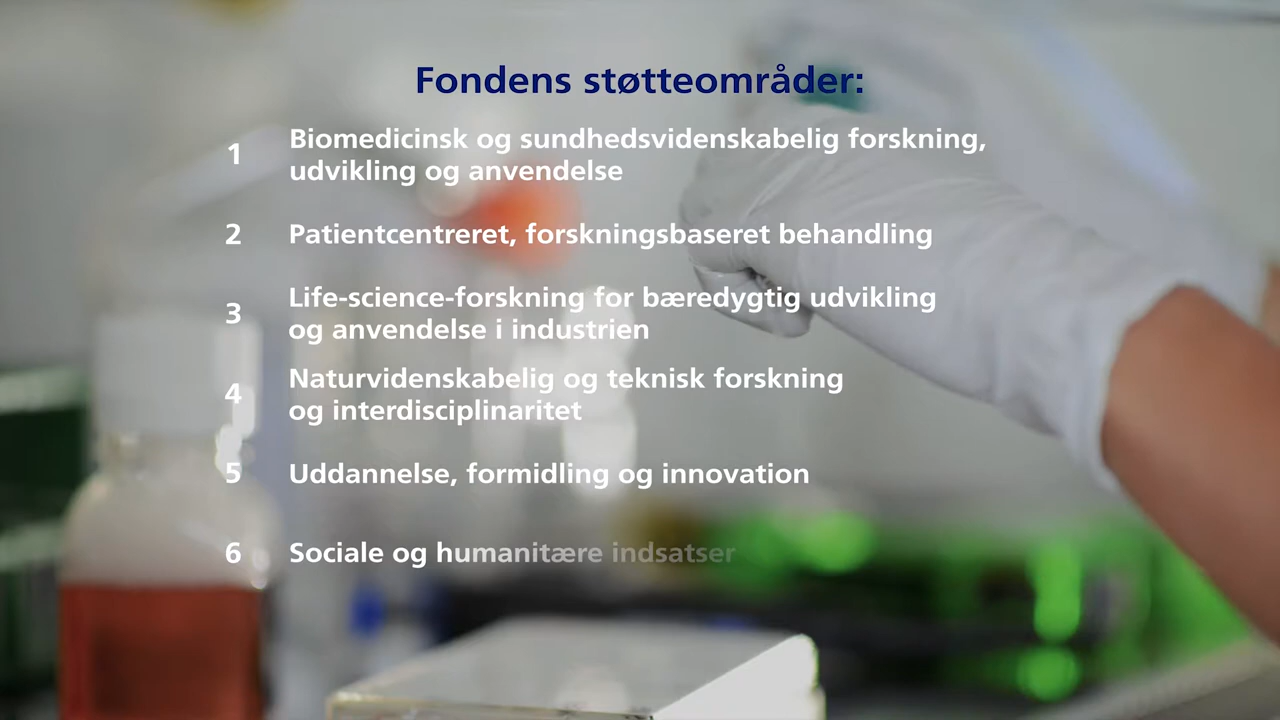 Fondens støtteområder:
1 Biomedicinsk og sundhedsvidenskabelig forskning,
udvikling og anvendelse
2 Patientcentreret, forskningsbaseret behandling
3 Life-science-forskning for bæredygtig udvikling
og anvendelse i industrien
4 Naturvidenskabelig og teknisk forskning
og interdisciplinaritet
5 Uddannelse, formidling og innovation
6 Sociale og humanitære indsatser